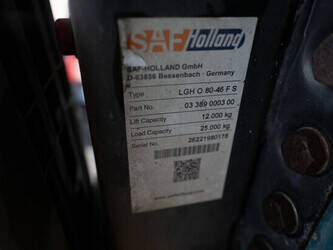 SAF Holland
SAF-HOLLAND GmbH
D-63856 Bessenbach - Germany
Type LGH O 80-46 F S
Part No. 03 389 0003 00
Lift Capacity 12.000 kg
Load Capacity 25.000 kg
Serial No.